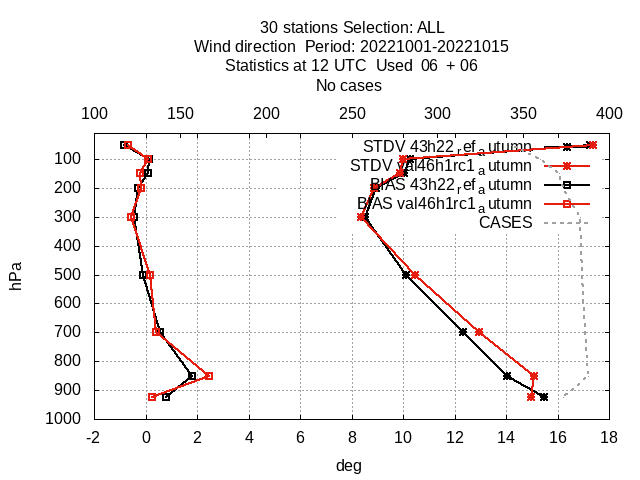 30 stations Selection: ALL
Wind direction  Period: 20221001-20221015
Statistics at 12 UTC  Used  06  + 06
No cases
100 150 200 250 300 350 400
STDV 43h22_ref_autumn
100
STDV val46h1rc1_autumn
BIAS 43h22_ref_autumn
200
BIAS val46h1rc1_autumn
300
CASES
400
hPa
500
600
700
800
900
1000
-2 0 2 4 6 8 10 12 14 16 18
deg